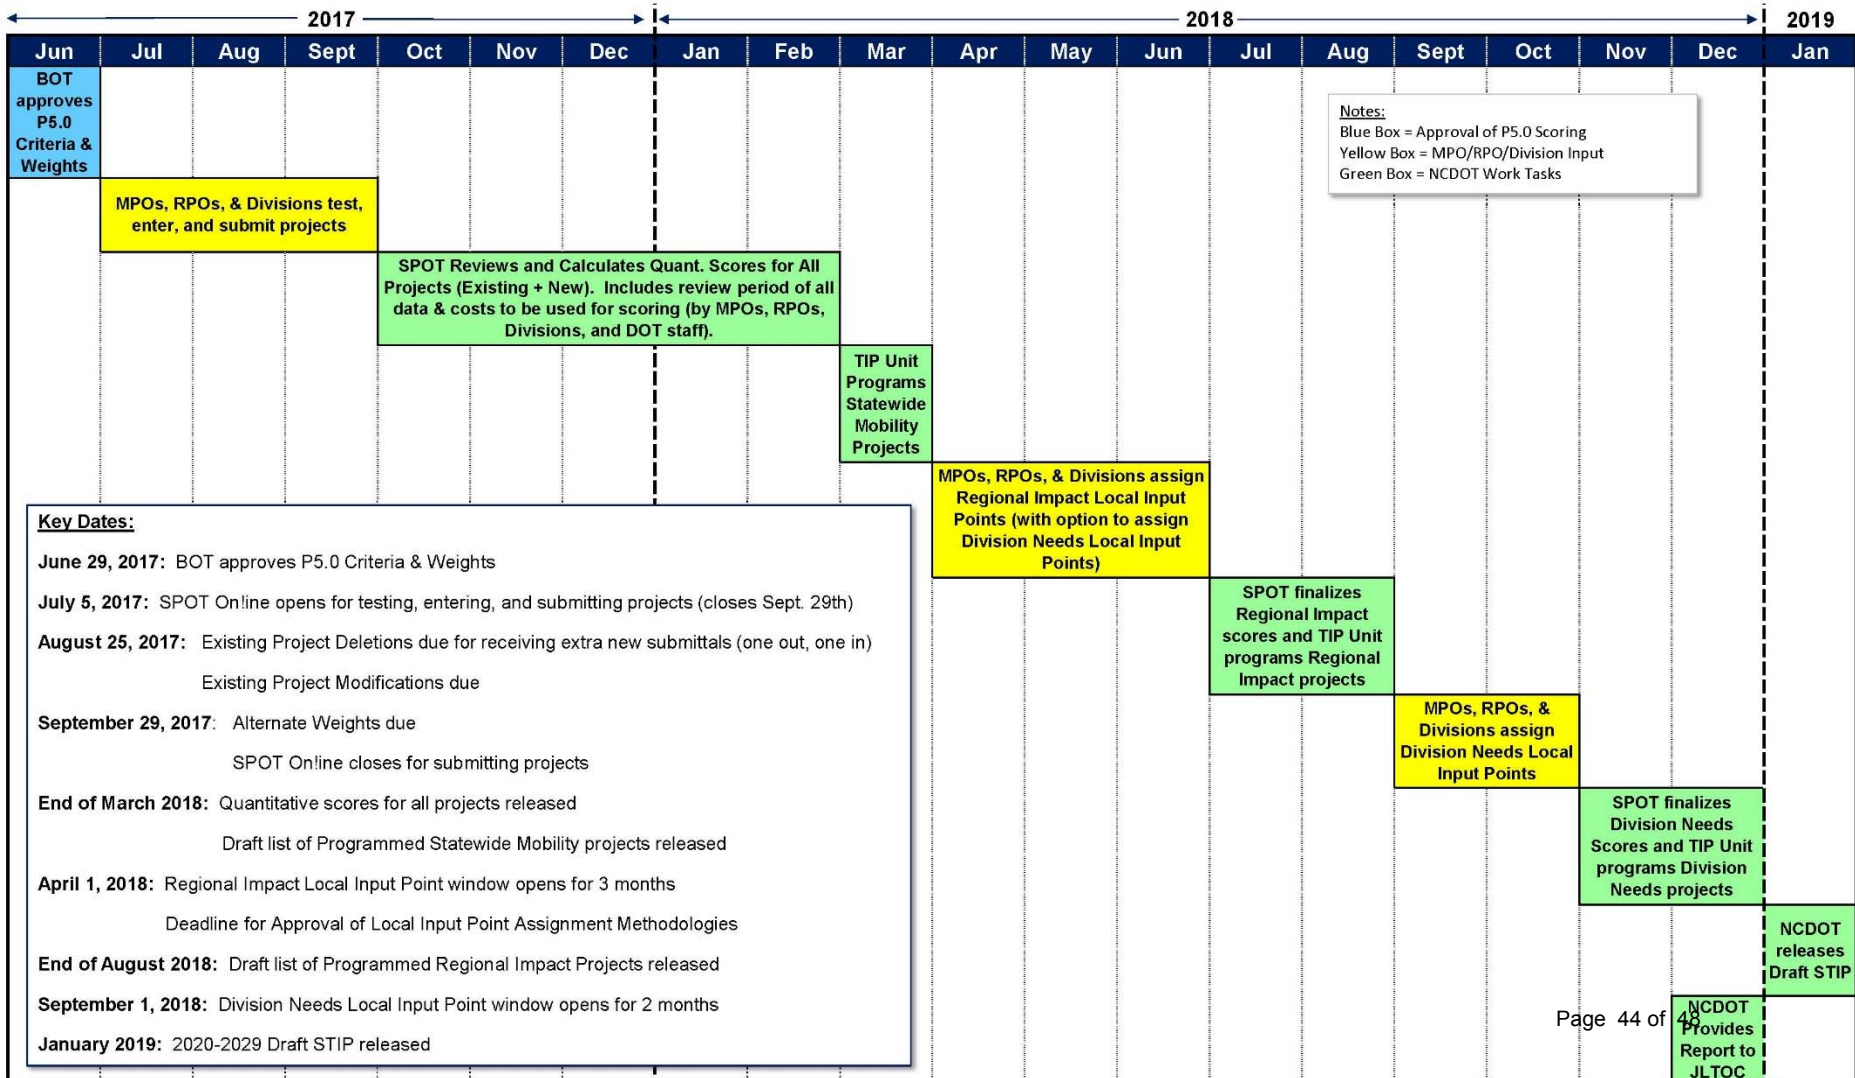 2017 2018 2019
Jun Jul Aug Sept Oct Nov Dec Jan Feb Mar Apr May Jun Jul Aug Sept Oct Nov Dec Jan
BOT
approves
P5.0
Criteria &
Weights
Notes:
Blue Box = Approval of P5.0 Scoring
Yellow Box = MPO/RPO/Division Input
Green Box = NCDOT Work Tasks
MPOs, RPOs, & Divisions test,
enter, and submit projects
SPOT Reviews and Calculates Quant. Scores for All
Projects (Existing + New). Includes review period of all
data & costs to be used for scoring (by MPOs, RPOs,
Divisions, and DOT staff).
TIP Unit
Programs
Statewide
Mobility
Projects
MPOs, RPOs, & Divisions assign
Regional Impact Local Input
Points (with option to assign
Division Needs Local Input
Points)
SPOT finalizes
Regional Impact
scores and TIP Unit
programs Regional
Impact projects
MPOs, RPOs, &
Divisions assign
Division Needs Local
Input Points
SPOT finalizes
Division Needs
Scores and TIP Unit
programs Division
Needs projects
NCDOT
releases
Draft STIP
NCDOT
Provides
Report to
JLTOC
Key Dates:
June 29, 2017: BOT approves P5.0 Criteria & Weights
July 5, 2017: SPOT On!ine opens for testing, entering, and submitting projects (closes Sept. 29th)
August 25, 2017: Existing Project Deletions due for receiving extra new submittals (one out, one in)
Existing Project Modifications due
September 29, 2017: Alternate Weights due
SPOT On!ine closes for submitting projects
End of March 2018: Quantitative scores for all projects released
Draft list of Programmed Statewide Mobility projects released
April 1, 2018: Regional Impact Local Input Point window opens for 3 months
Deadline for Approval of Local Input Point Assignment Methodologies
End of August 2018: Draft list of Programmed Regional Impact Projects released
September 1, 2018: Division Needs Local Input Point window opens for 2 months
January 2019: 2020-2029 Draft STIP released
Page 44 of 48